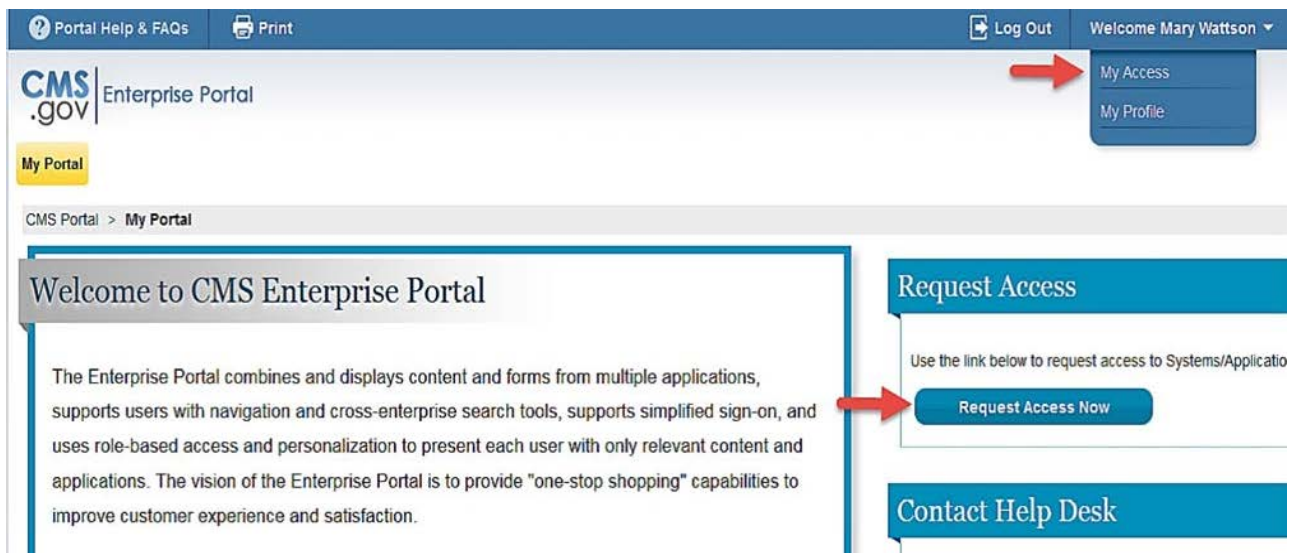 Portal Help & FAQs Print Log Out Welcome Mary Wattson
My Access
My Profile
CMS
.gov
Enterprise Portal
My Portal
CMS Portal > My Portal
Welcome to CMS Enterprise Portal
The Enterprise Portal combines and displays content and forms from multiple applications,
supports users with navigation and cross-enterprise search tools, supports simplified sign-on, and
uses role-based access and personalization to present each user with only relevant content and
applications. The vision of the Enterprise Portal is to provide "one-stop shopping" capabilities to
improve customer experience and satisfaction.
Request Access
Use the link below to request access to Systems/Applicatio
Request Access Now
Contact Help Desk